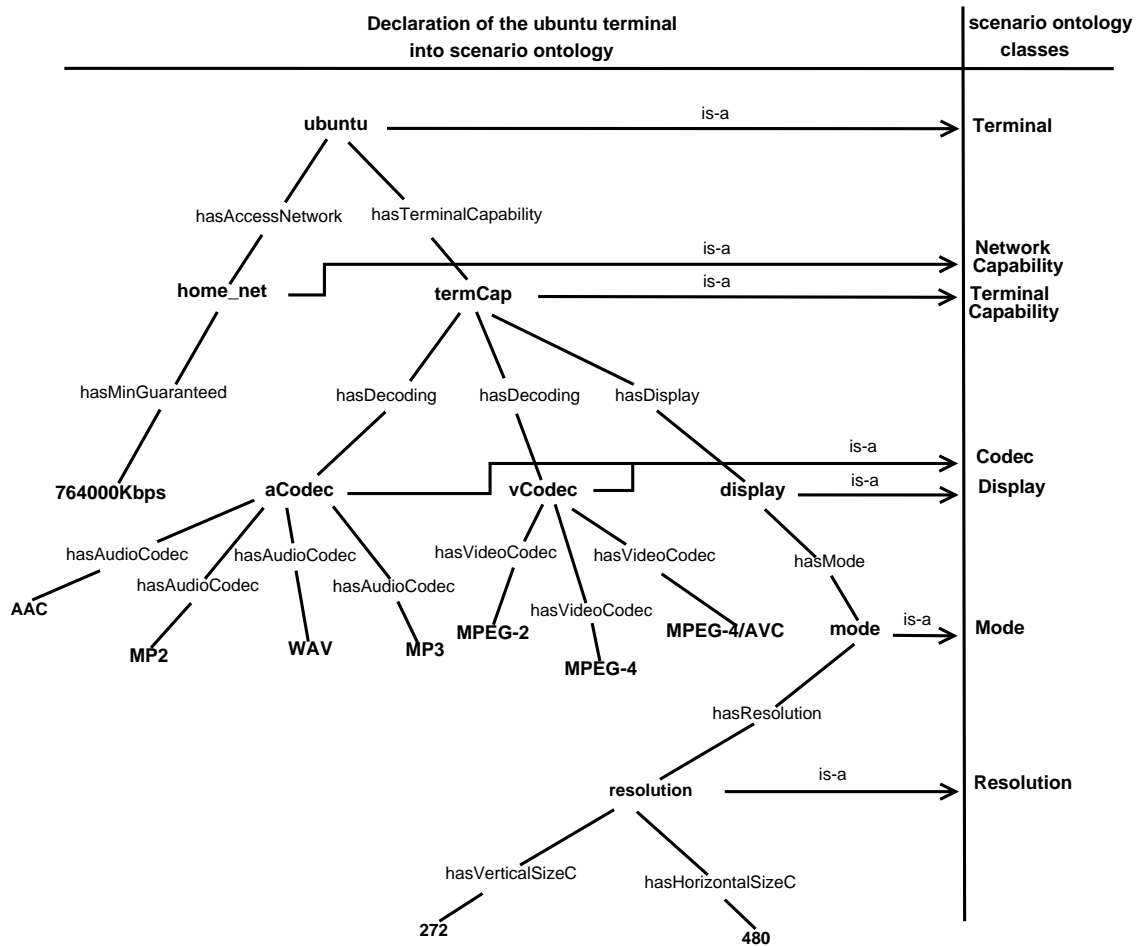 Declaration of the ubuntu terminal
into scenario ontology
scenario ontology
classes
is-a
ubuntu
Terminal
hasAccessNetwork
hasTerminalCapability
is-a
Network
Capability
home_net
termCap
is-a
Terminal
Capability
hasMinGuaranteed
hasDecoding
hasDecoding
hasDisplay
is-a
Codec
764000Kbps
aCodec
vCodec
display
is-a
Display
hasAudioCodec
hasAudioCodec
hasVideoCodec
hasVideoCodec
hasMode
hasAudioCodec
hasAudioCodec
hasVideoCodec
AAC
MP2
WAV
MP3
MPEG-2
MPEG-4
MPEG-4/AVC
mode
is-a
Mode
hasResolution
is-a
resolution
Resolution
hasVerticalSizeC
hasHorizontalSizeC
272
480